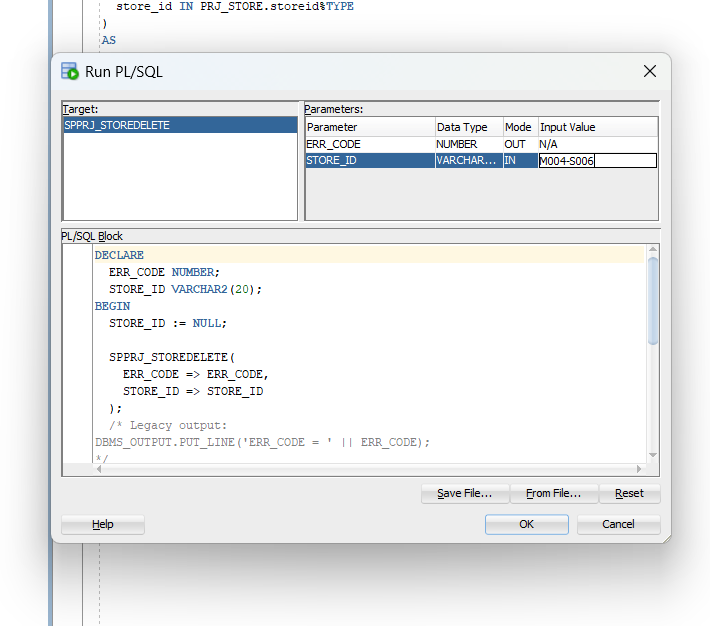 store_id IN PRJ_STORE.storeid%TYPE
)
AS
Run PL/SQL
Target:
SPPRJ_STOREDELETE
Parameters:
Parameter Data Type Mode Input Value
ERR_CODE NUMBER OUT N/A
STORE_ID VARCHAR... IN M004-S006
PL/SQL Block
DECLARE
ERR_CODE NUMBER;
STORE_ID VARCHAR2(20);
BEGIN
STORE_ID := NULL;
SPPRJ_STOREDELETE(
ERR_CODE => ERR_CODE,
STORE_ID => STORE_ID
);
/* Legacy output:
DBMS_OUTPUT.PUT_LINE('ERR_CODE = ' || ERR_CODE);
*/
Save File... From File... Reset
Help OK Cancel